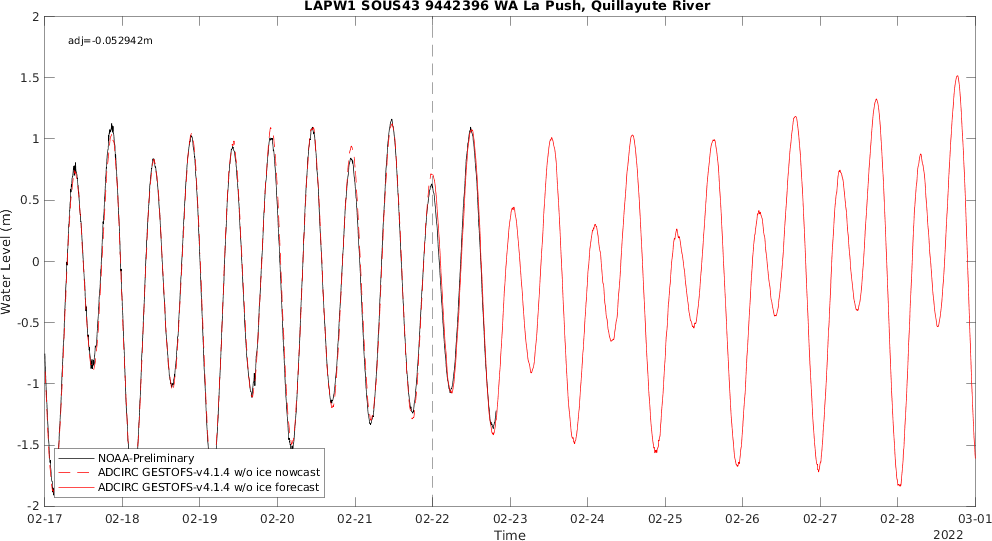 LAPW1 SOUS43 9442396 WA La Push, Quillayute River
adj=-0.052942m
2
1.5
1
0.5
0
-0.5
-1
-1.5
-2
Water Level (m)
NOAA-Preliminary
ADCIRC GESTOFS-v4.1.4 w/o ice nowcast
ADCIRC GESTOFS-v4.1.4 w/o ice forecast
02-17 02-18 02-19 02-20 02-21 02-22 02-23 02-24 02-25 02-26 02-27 02-28 03-01
Time
2022